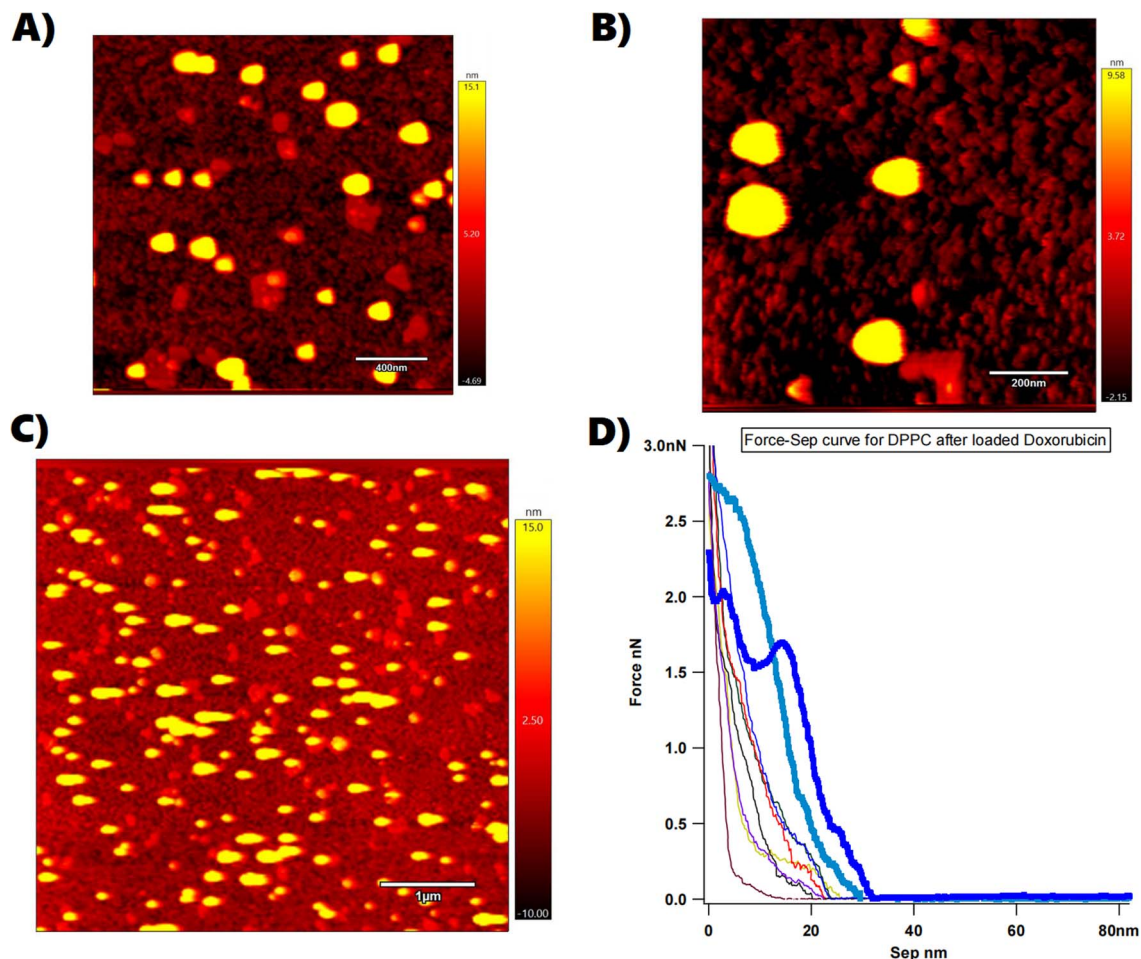 A)
nm
15.1
5.20
-4.69
400nm
B)
nm
9.58
3.72
-2.15
200nm
C)
nm
15.0
2.50
-10.00
1µm
D)
Force-Sep curve for DPPC after loaded Doxorubicin
3.0nN
2.5
2.0
1.5
1.0
0.5
0.0
Force nN
0
20
40
60
80nm
Sep nm